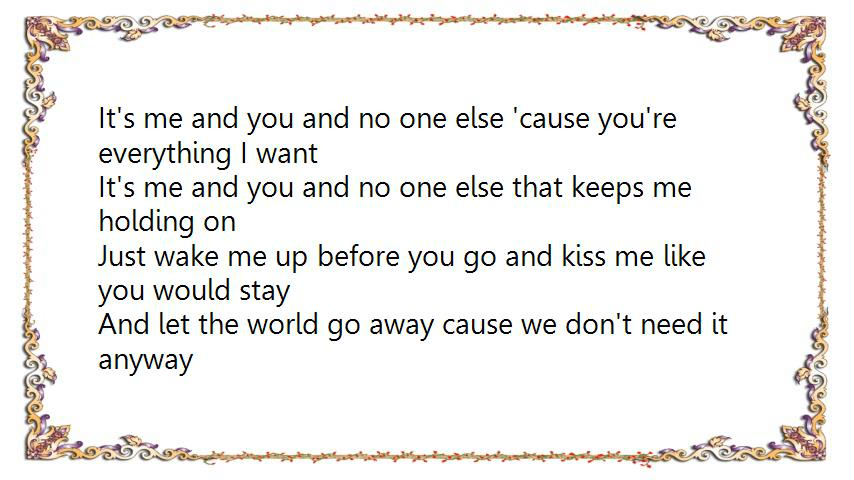 It's me and you and no one else 'cause you're
everything I want
It's me and you and no one else that keeps me
holding on
Just wake me up before you go and kiss me like
you would stay
And let the world go away cause we don't need it
anyway